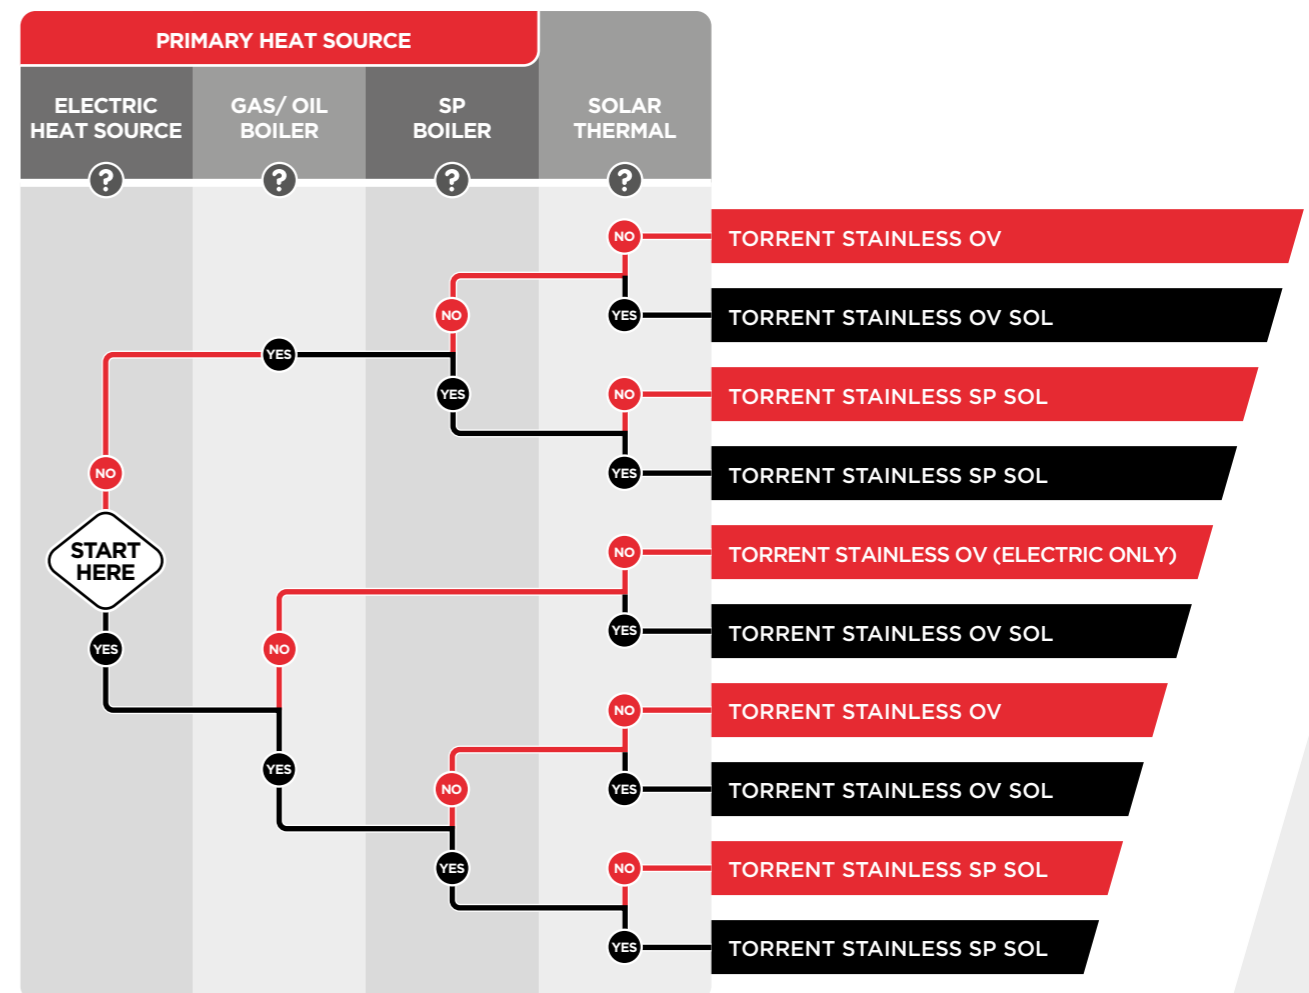 PRIMARY HEAT SOURCE
ELECTRIC
HEAT SOURCE
GAS/ OIL
BOILER
SP
BOILER
SOLAR
THERMAL
?
?
?
?
NO
TORRENT STAINLESS OV
NO
YES
TORRENT STAINLESS OV SOL
YES
YES
NO
TORRENT STAINLESS SP SOL
NO
YES
TORRENT STAINLESS SP SOL
START
HERE
NO
TORRENT STAINLESS OV (ELECTRIC ONLY)
YES
TORRENT STAINLESS OV SOL
YES
NO
NO
TORRENT STAINLESS OV
YES
NO
YES
TORRENT STAINLESS OV SOL
YES
NO
TORRENT STAINLESS SP SOL
YES
TORRENT STAINLESS SP SOL